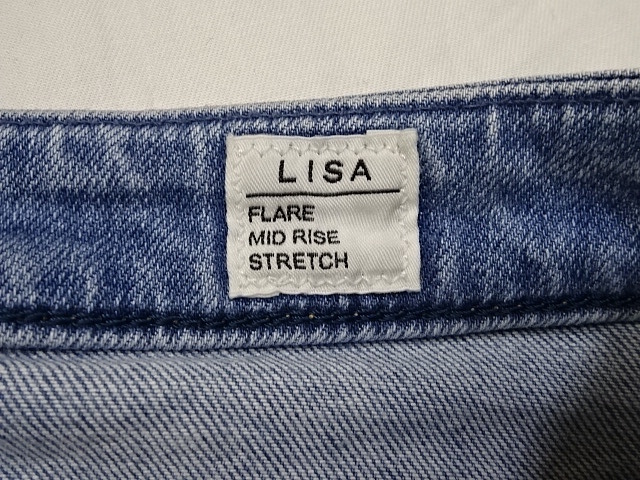 LISA
FLARE
MID RISE
STRETCH